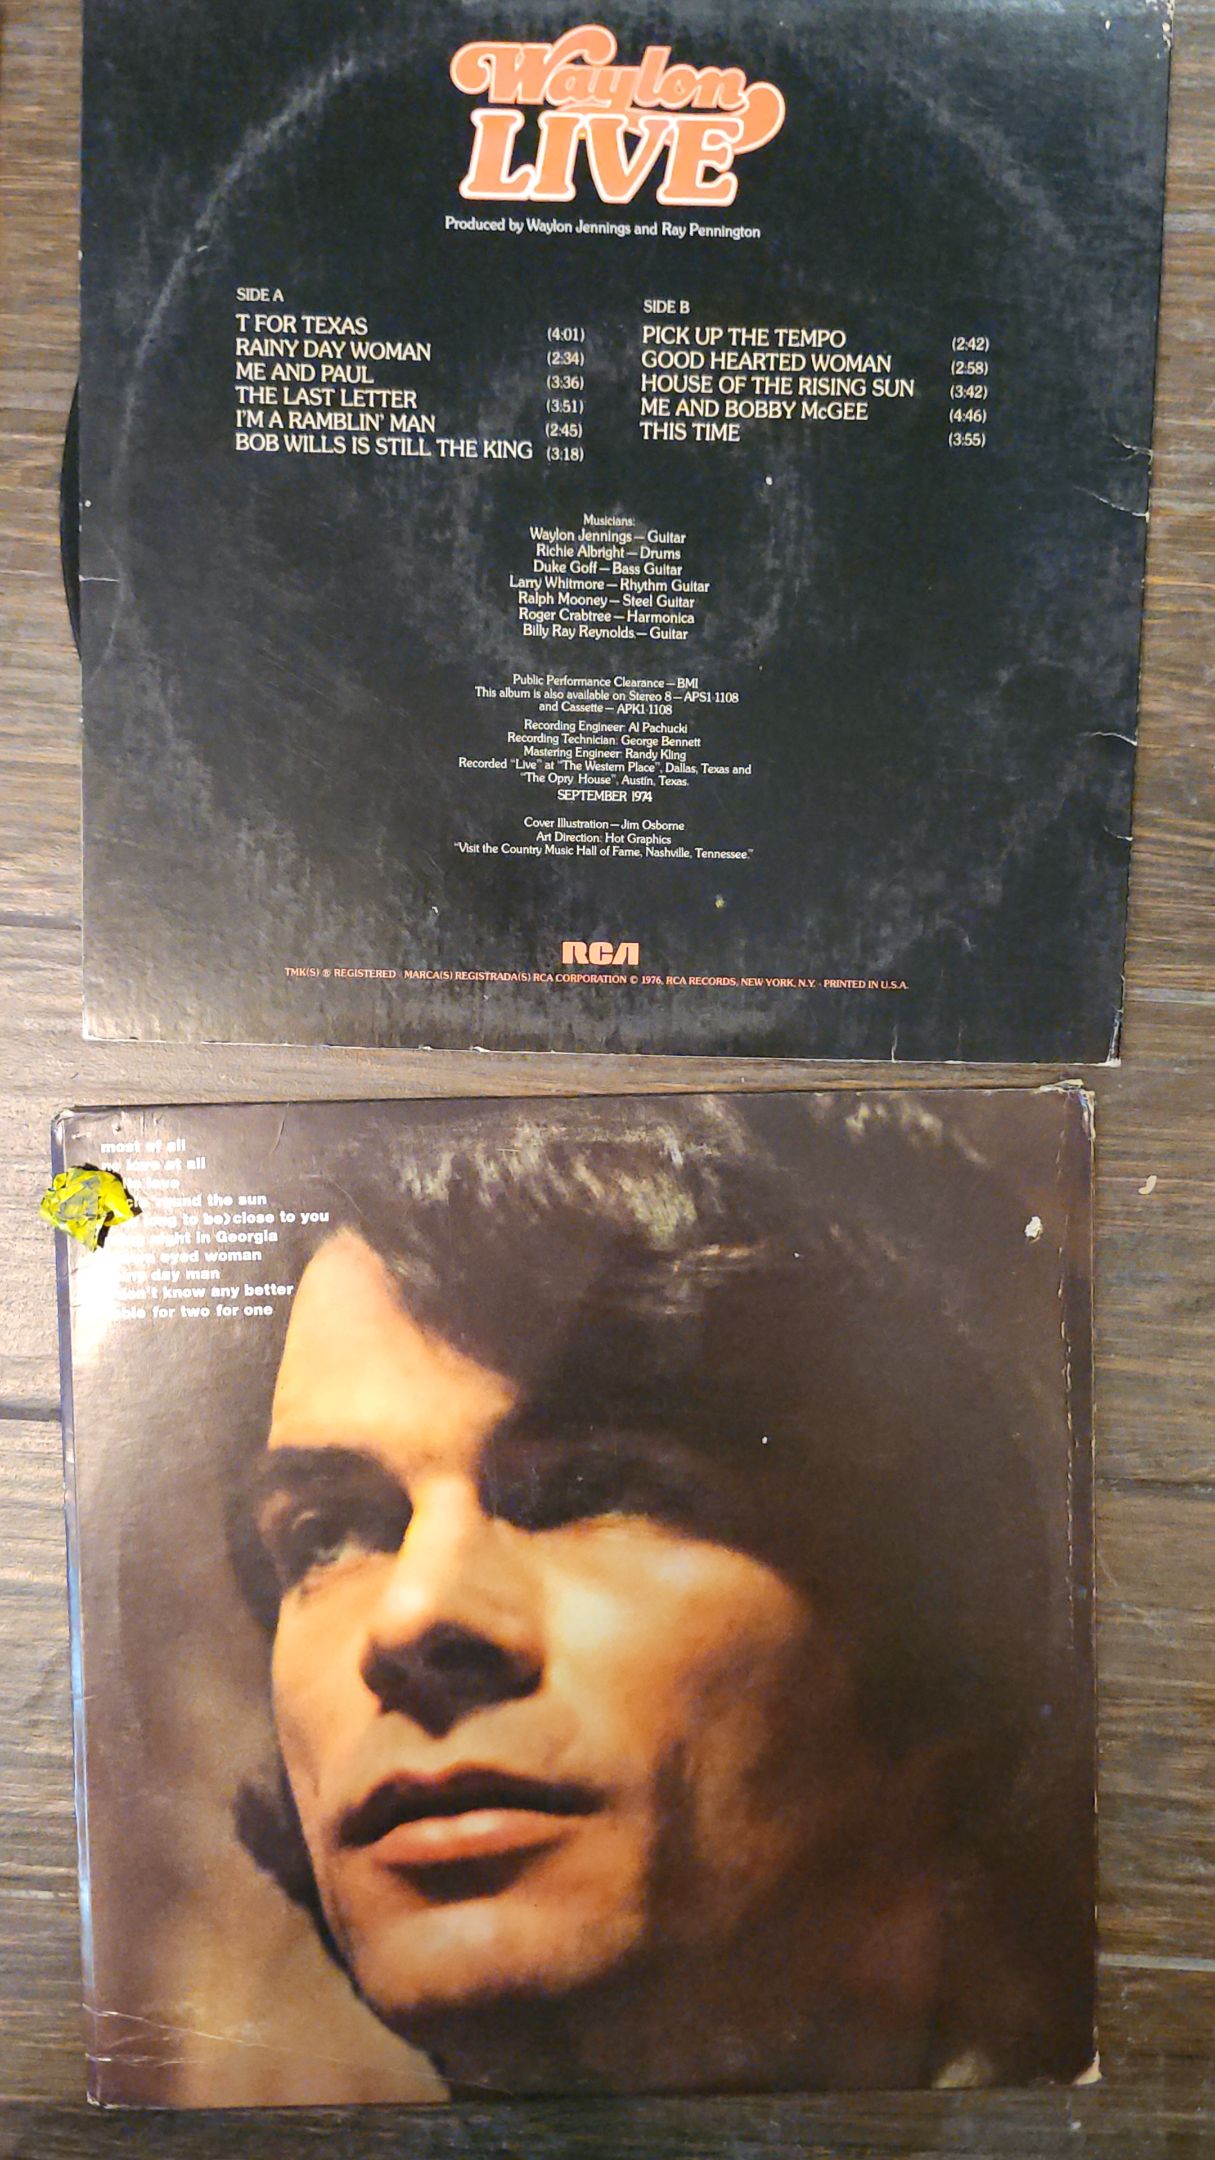 Waylon
LIVE
Produced by Waylon Jennings and Ray Pennington
SIDE A
T FOR TEXAS (4:01)
RAINY DAY WOMAN (2:34)
ME AND PAUL (3:36)
THE LAST LETTER (3:51)
I'M A RAMBLIN' MAN (2:45)
BOB WILLS IS STILL THE KING (3:18)
SIDE B
PICK UP THE TEMPO (2:42)
GOOD HEARTED WOMAN (2:58)
HOUSE OF THE RISING SUN (3:42)
ME AND BOBBY McGEE (4:46)
THIS TIME (3:55)
Musicians:
Waylon Jennings — Guitar
Richie Albright — Drums
Duke Goff — Bass Guitar
Larry Whitmore — Rhythm Guitar
Ralph Mooney — Steel Guitar
Roger Crabtree — Harmonica
Billy Ray Reynolds — Guitar
Public Performance Clearance — BMI
This album is also available on Stereo 8 — APS1-1108
and Cassette — APK1-1108
Recording Engineer: Al Pachucki
Recording Technician: George Bennett
Mastering Engineer: Randy Kling
Recorded "Live" at "The Western Place", Dallas, Texas and
"The Opry House", Austin, Texas.
SEPTEMBER 1974
Cover Illustration — Jim Osborne
Art Direction: Hot Graphics
"Visit the Country Music Hall of Fame, Nashville, Tennessee."
RCA
TMK(S) ® REGISTERED · MARCA(S) REGISTRADA(S) RCA CORPORATION © 1976, RCA RECORDS, NEW YORK, N.Y. · PRINTED IN U.S.A.
most of all
love at all
love
round the sun
to be) close to you
night in Georgia
eyed woman
day man
know any better
for two for one